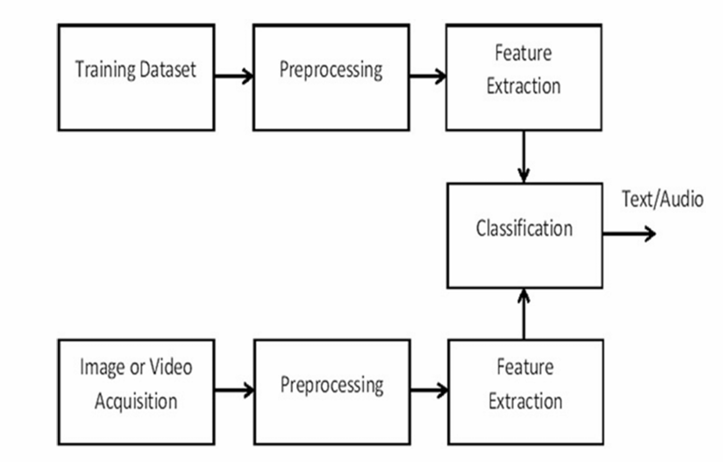 Training Dataset
Preprocessing
Feature
Extraction
Classification
Text/Audio
Image or Video
Acquisition
Preprocessing
Feature
Extraction